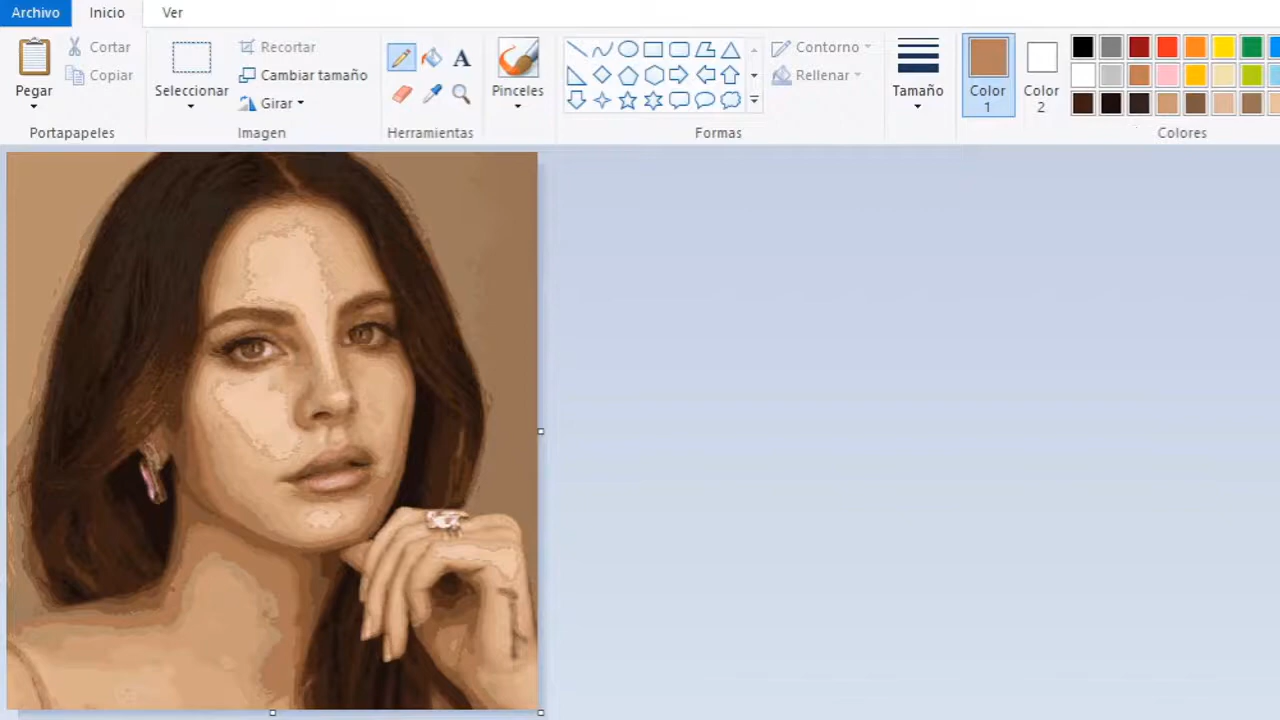 Archivo Inicio Ver
Cortar Recortar Contorno
Copiar Cambiar tamaño Rellenar
Pegar Seleccionar Girar A Pinceles Tamaño Color 1 Color 2
Portapapeles Imagen Herramientas Formas Colores